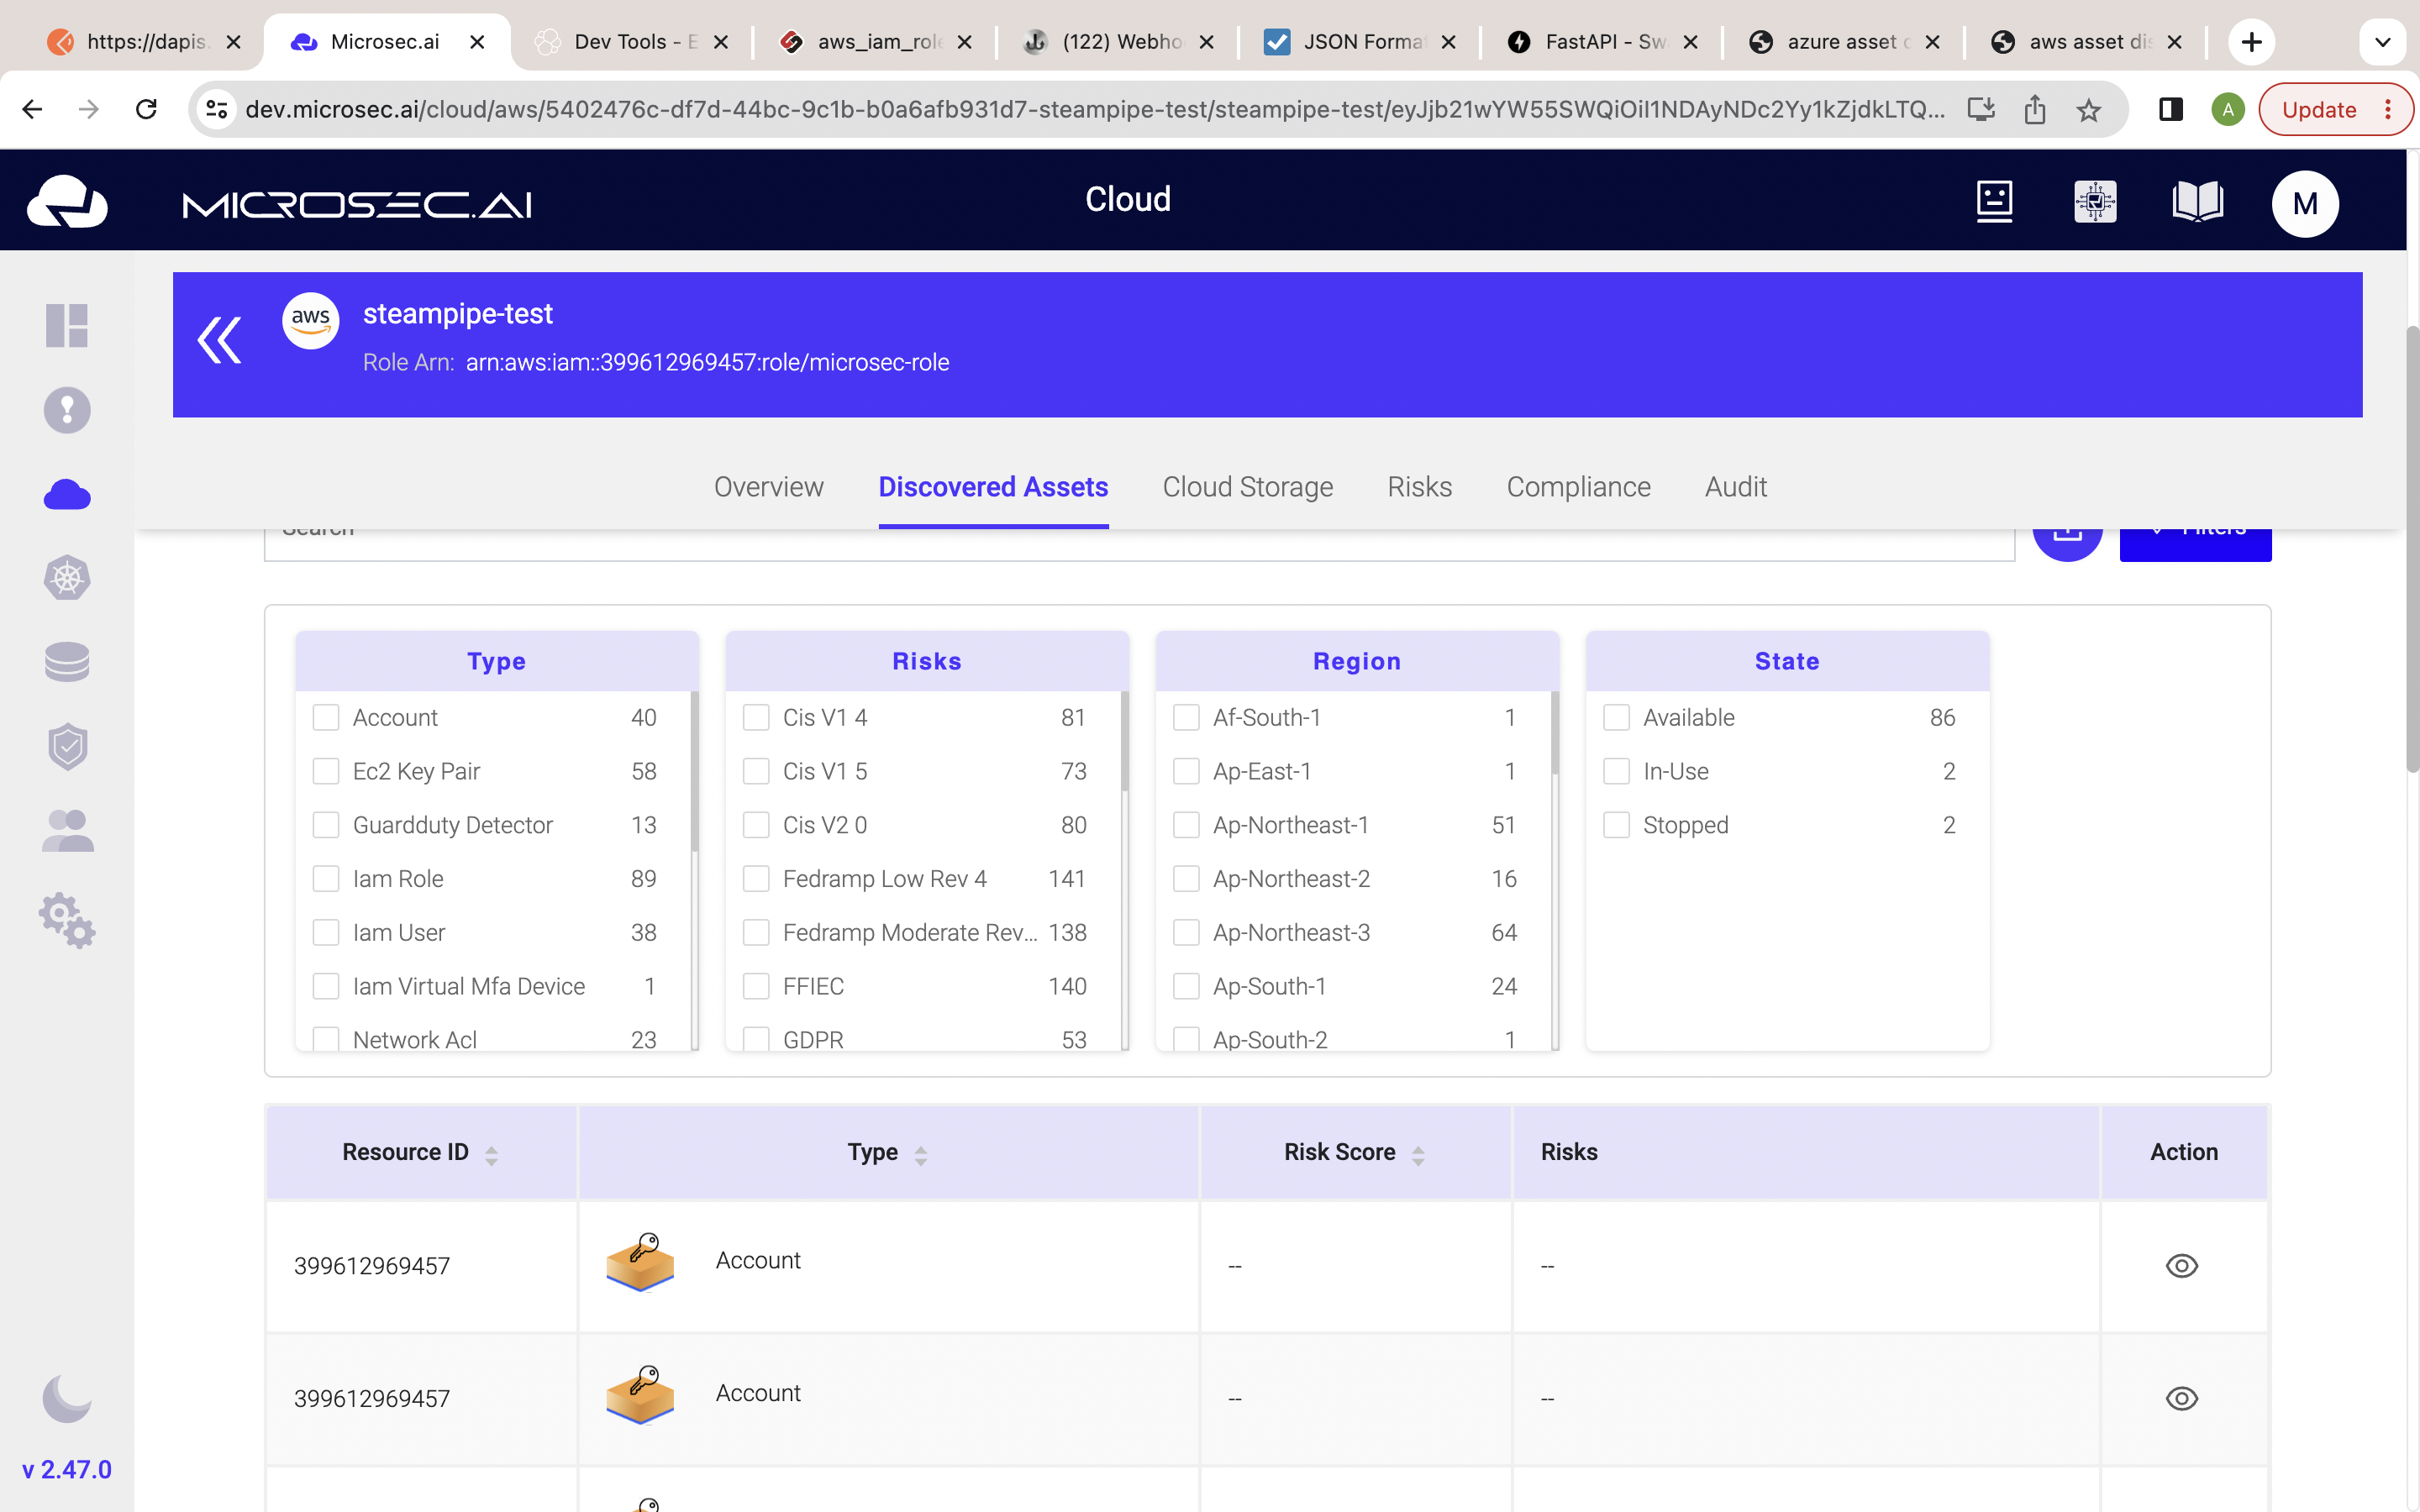 https://dapis.
Microsec.ai
Dev Tools - E
aws_iam_role
(122) Webho
JSON Format
FastAPI - Sw
azure asset d
aws asset dis
dev.microsec.ai/cloud/aws/5402476c-df7d-44bc-9c1b-b0a6afb931d7-steampipe-test/steampipe-test/eyJjb21wYW55SWQiOiI1NDAyNDc2Yy1kZjdkLTQ...
A
Update
MICROSEC.AI
Cloud
M
aws
steampipe-test
Role Arn: arn:aws:iam::399612969457:role/microsec-role
Overview
Discovered Assets
Cloud Storage
Risks
Compliance
Audit
Search
Filters
Type
Account 40
Ec2 Key Pair 58
Guardduty Detector 13
Iam Role 89
Iam User 38
Iam Virtual Mfa Device 1
Network Acl 23
Risks
Cis V1 4 81
Cis V1 5 73
Cis V2 0 80
Fedramp Low Rev 4 141
Fedramp Moderate Rev... 138
FFIEC 140
GDPR 53
Region
Af-South-1 1
Ap-East-1 1
Ap-Northeast-1 51
Ap-Northeast-2 16
Ap-Northeast-3 64
Ap-South-1 24
Ap-South-2 1
State
Available 86
In-Use 2
Stopped 2
Resource ID Type Risk Score Risks Action
399612969457 Account -- --
399612969457 Account -- --
v 2.47.0